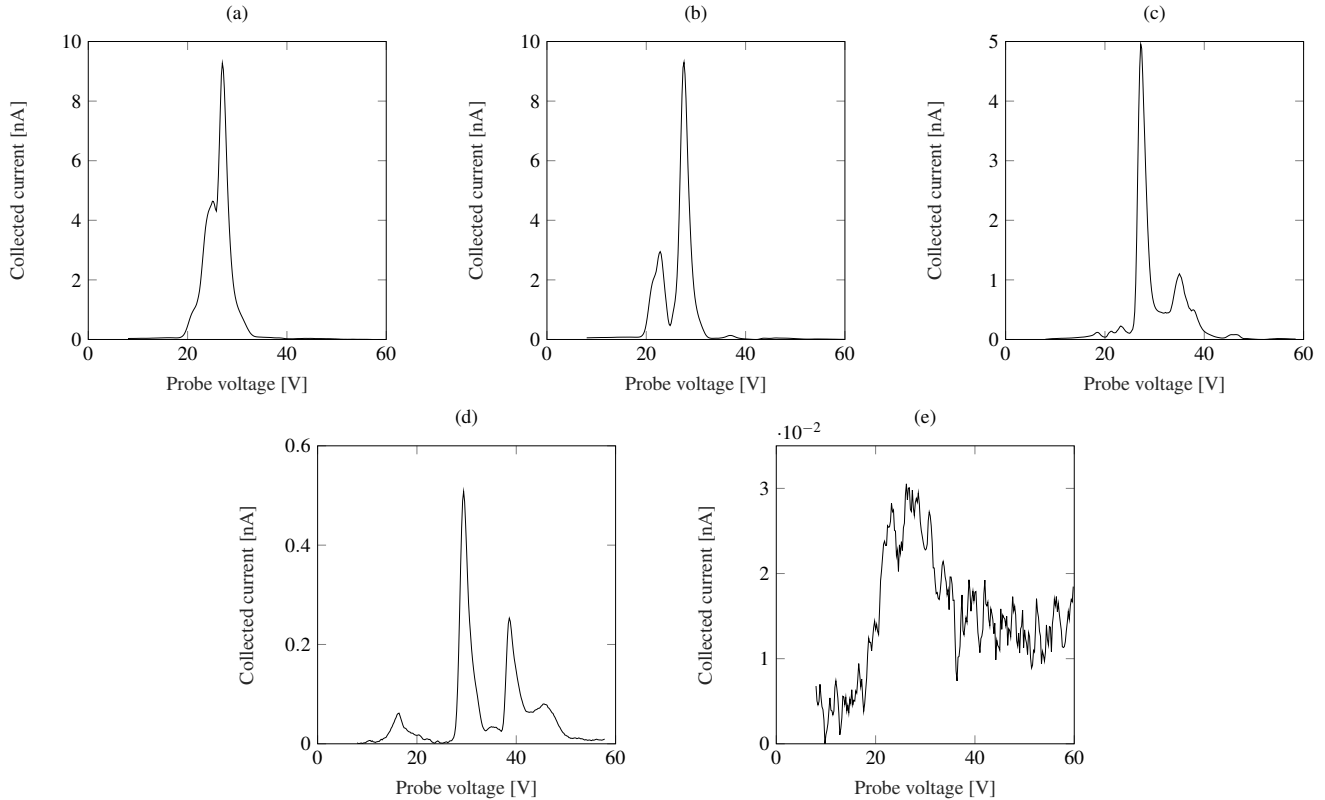 (a)
10
8
6
4
2
0
0 20 40 60
Collected current [nA]
Probe voltage [V]
(b)
10
8
6
4
2
0
0 20 40 60
Collected current [nA]
Probe voltage [V]
(c)
5
4
3
2
1
0
0 20 40 60
Collected current [nA]
Probe voltage [V]
(d)
0.6
0.4
0.2
0
0 20 40 60
Collected current [nA]
Probe voltage [V]
(e)
·10⁻²
3
2
1
0
0 20 40 60
Collected current [nA]
Probe voltage [V]